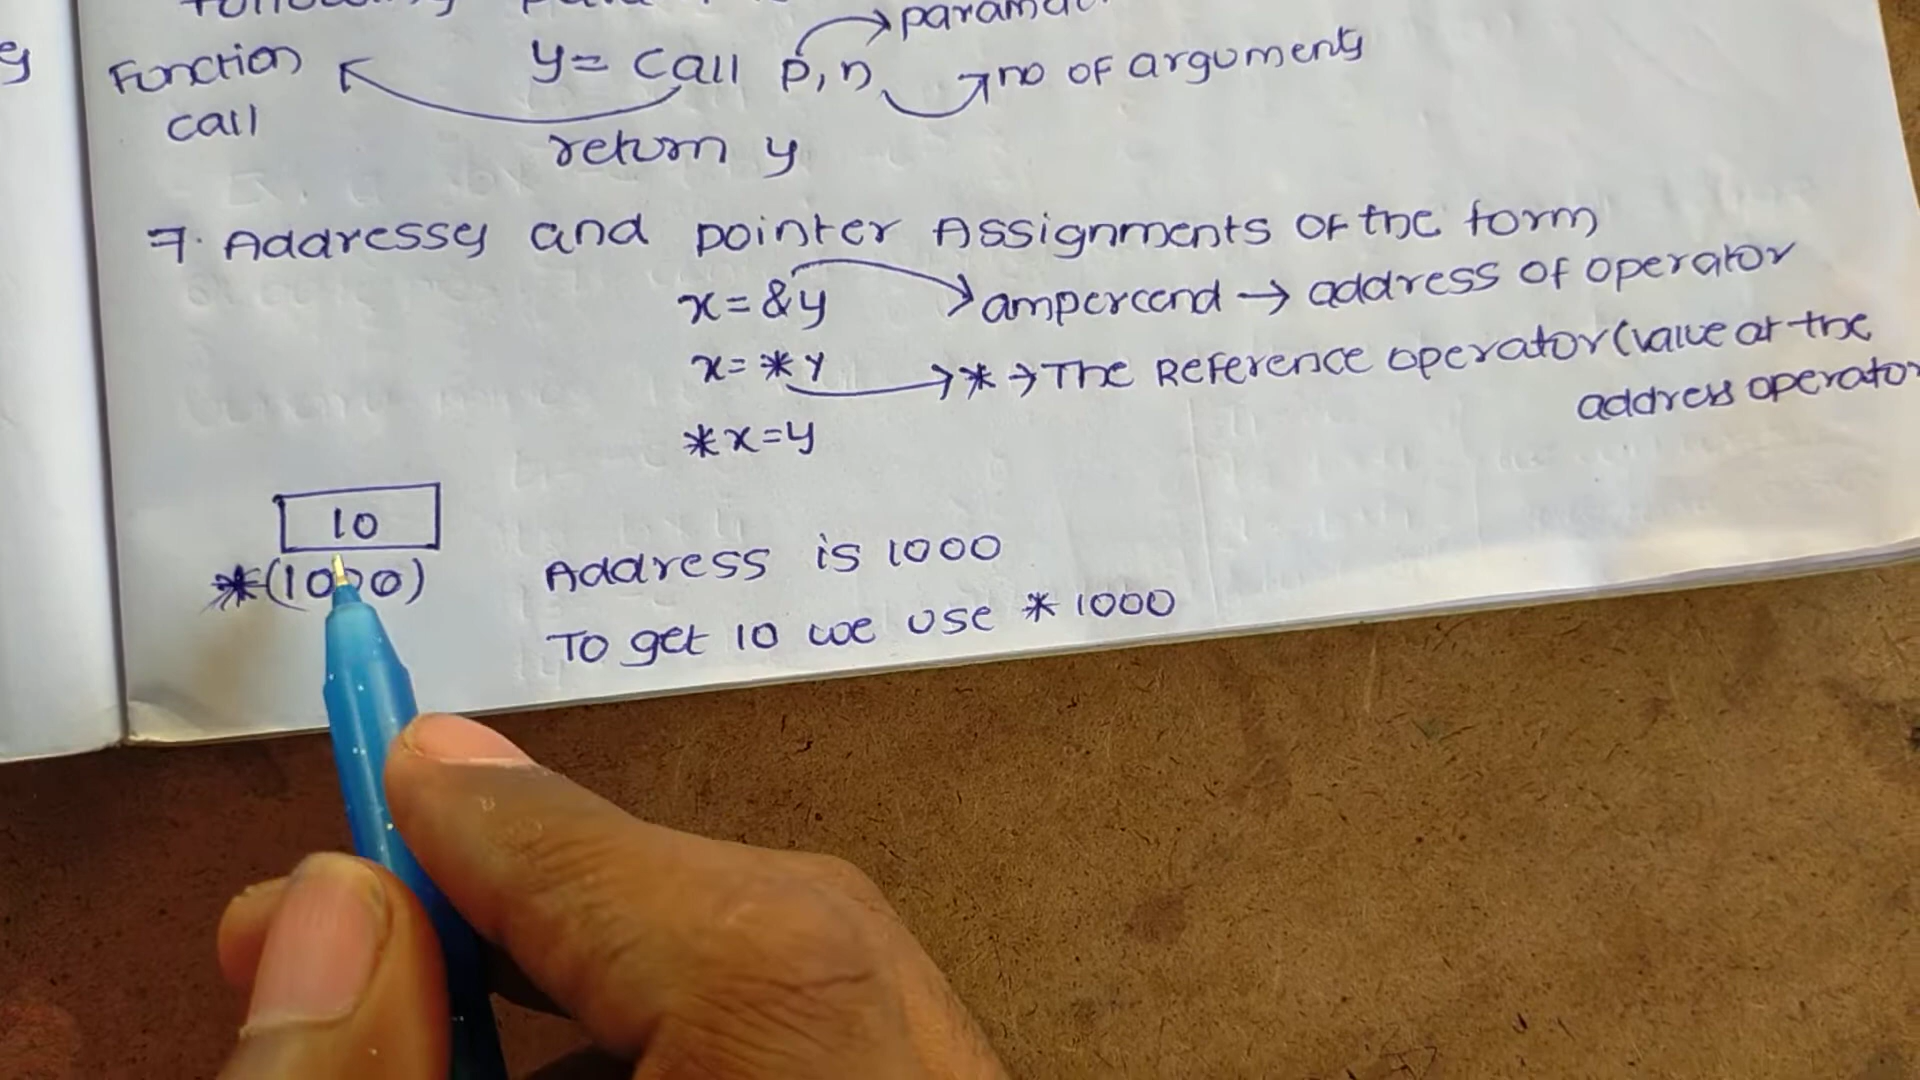 y= call p,n → no of arguments
Function call
return y
7. Addresses and pointer Assignments of the form
x=&y → ampercend → address of operator
x=*y → * → The Reference operator (value at the address operator
*x=y
10
*(1000)
Address is 1000
To get 10 we use * 1000